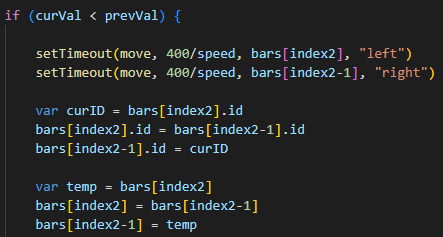 if (curVal < prevVal) {
setTimeout(move, 400/speed, bars[index2], "left")
setTimeout(move, 400/speed, bars[index2-1], "right")
var curID = bars[index2].id
bars[index2].id = bars[index2-1].id
bars[index2-1].id = curID
var temp = bars[index2]
bars[index2] = bars[index2-1]
bars[index2-1] = temp